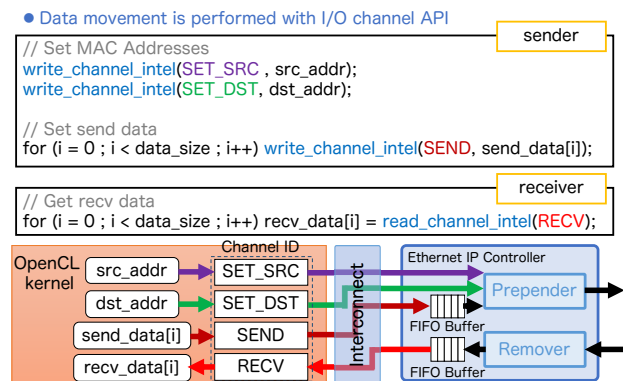 ● Data movement is performed with I/O channel API
sender
// Set MAC Addresses
write_channel_intel(SET_SRC , src_addr);
write_channel_intel(SET_DST, dst_addr);
// Set send data
for (i = 0 ; i < data_size ; i++) write_channel_intel(SEND, send_data[i]);
receiver
// Get recv data
for (i = 0 ; i < data_size ; i++) recv_data[i] = read_channel_intel(RECV);
OpenCL
kernel
Channel ID
src_addr
SET_SRC
dst_addr
SET_DST
send_data[i]
SEND
recv_data[i]
RECV
Interconnect
Ethernet IP Controller
Prepender
FIFO Buffer
Remover
FIFO Buffer